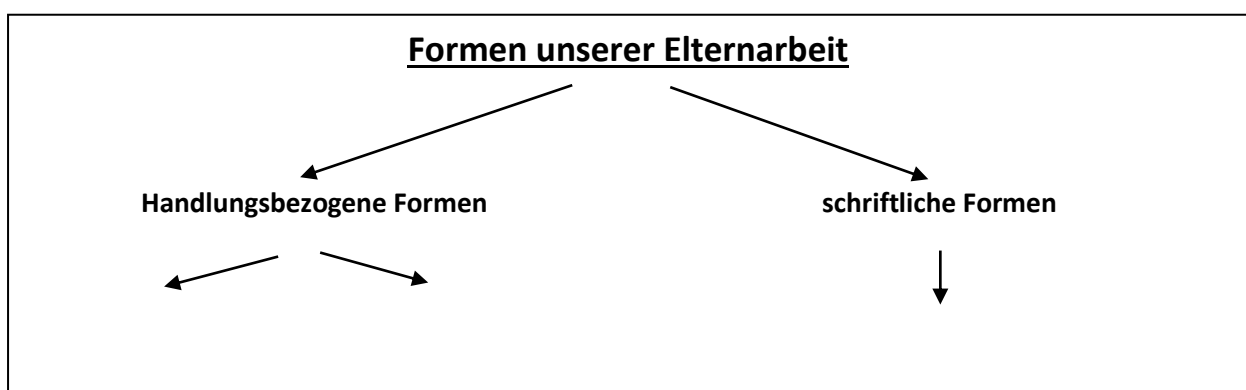 Formen unserer Elternarbeit
Handlungsbezogene Formen schriftliche Formen